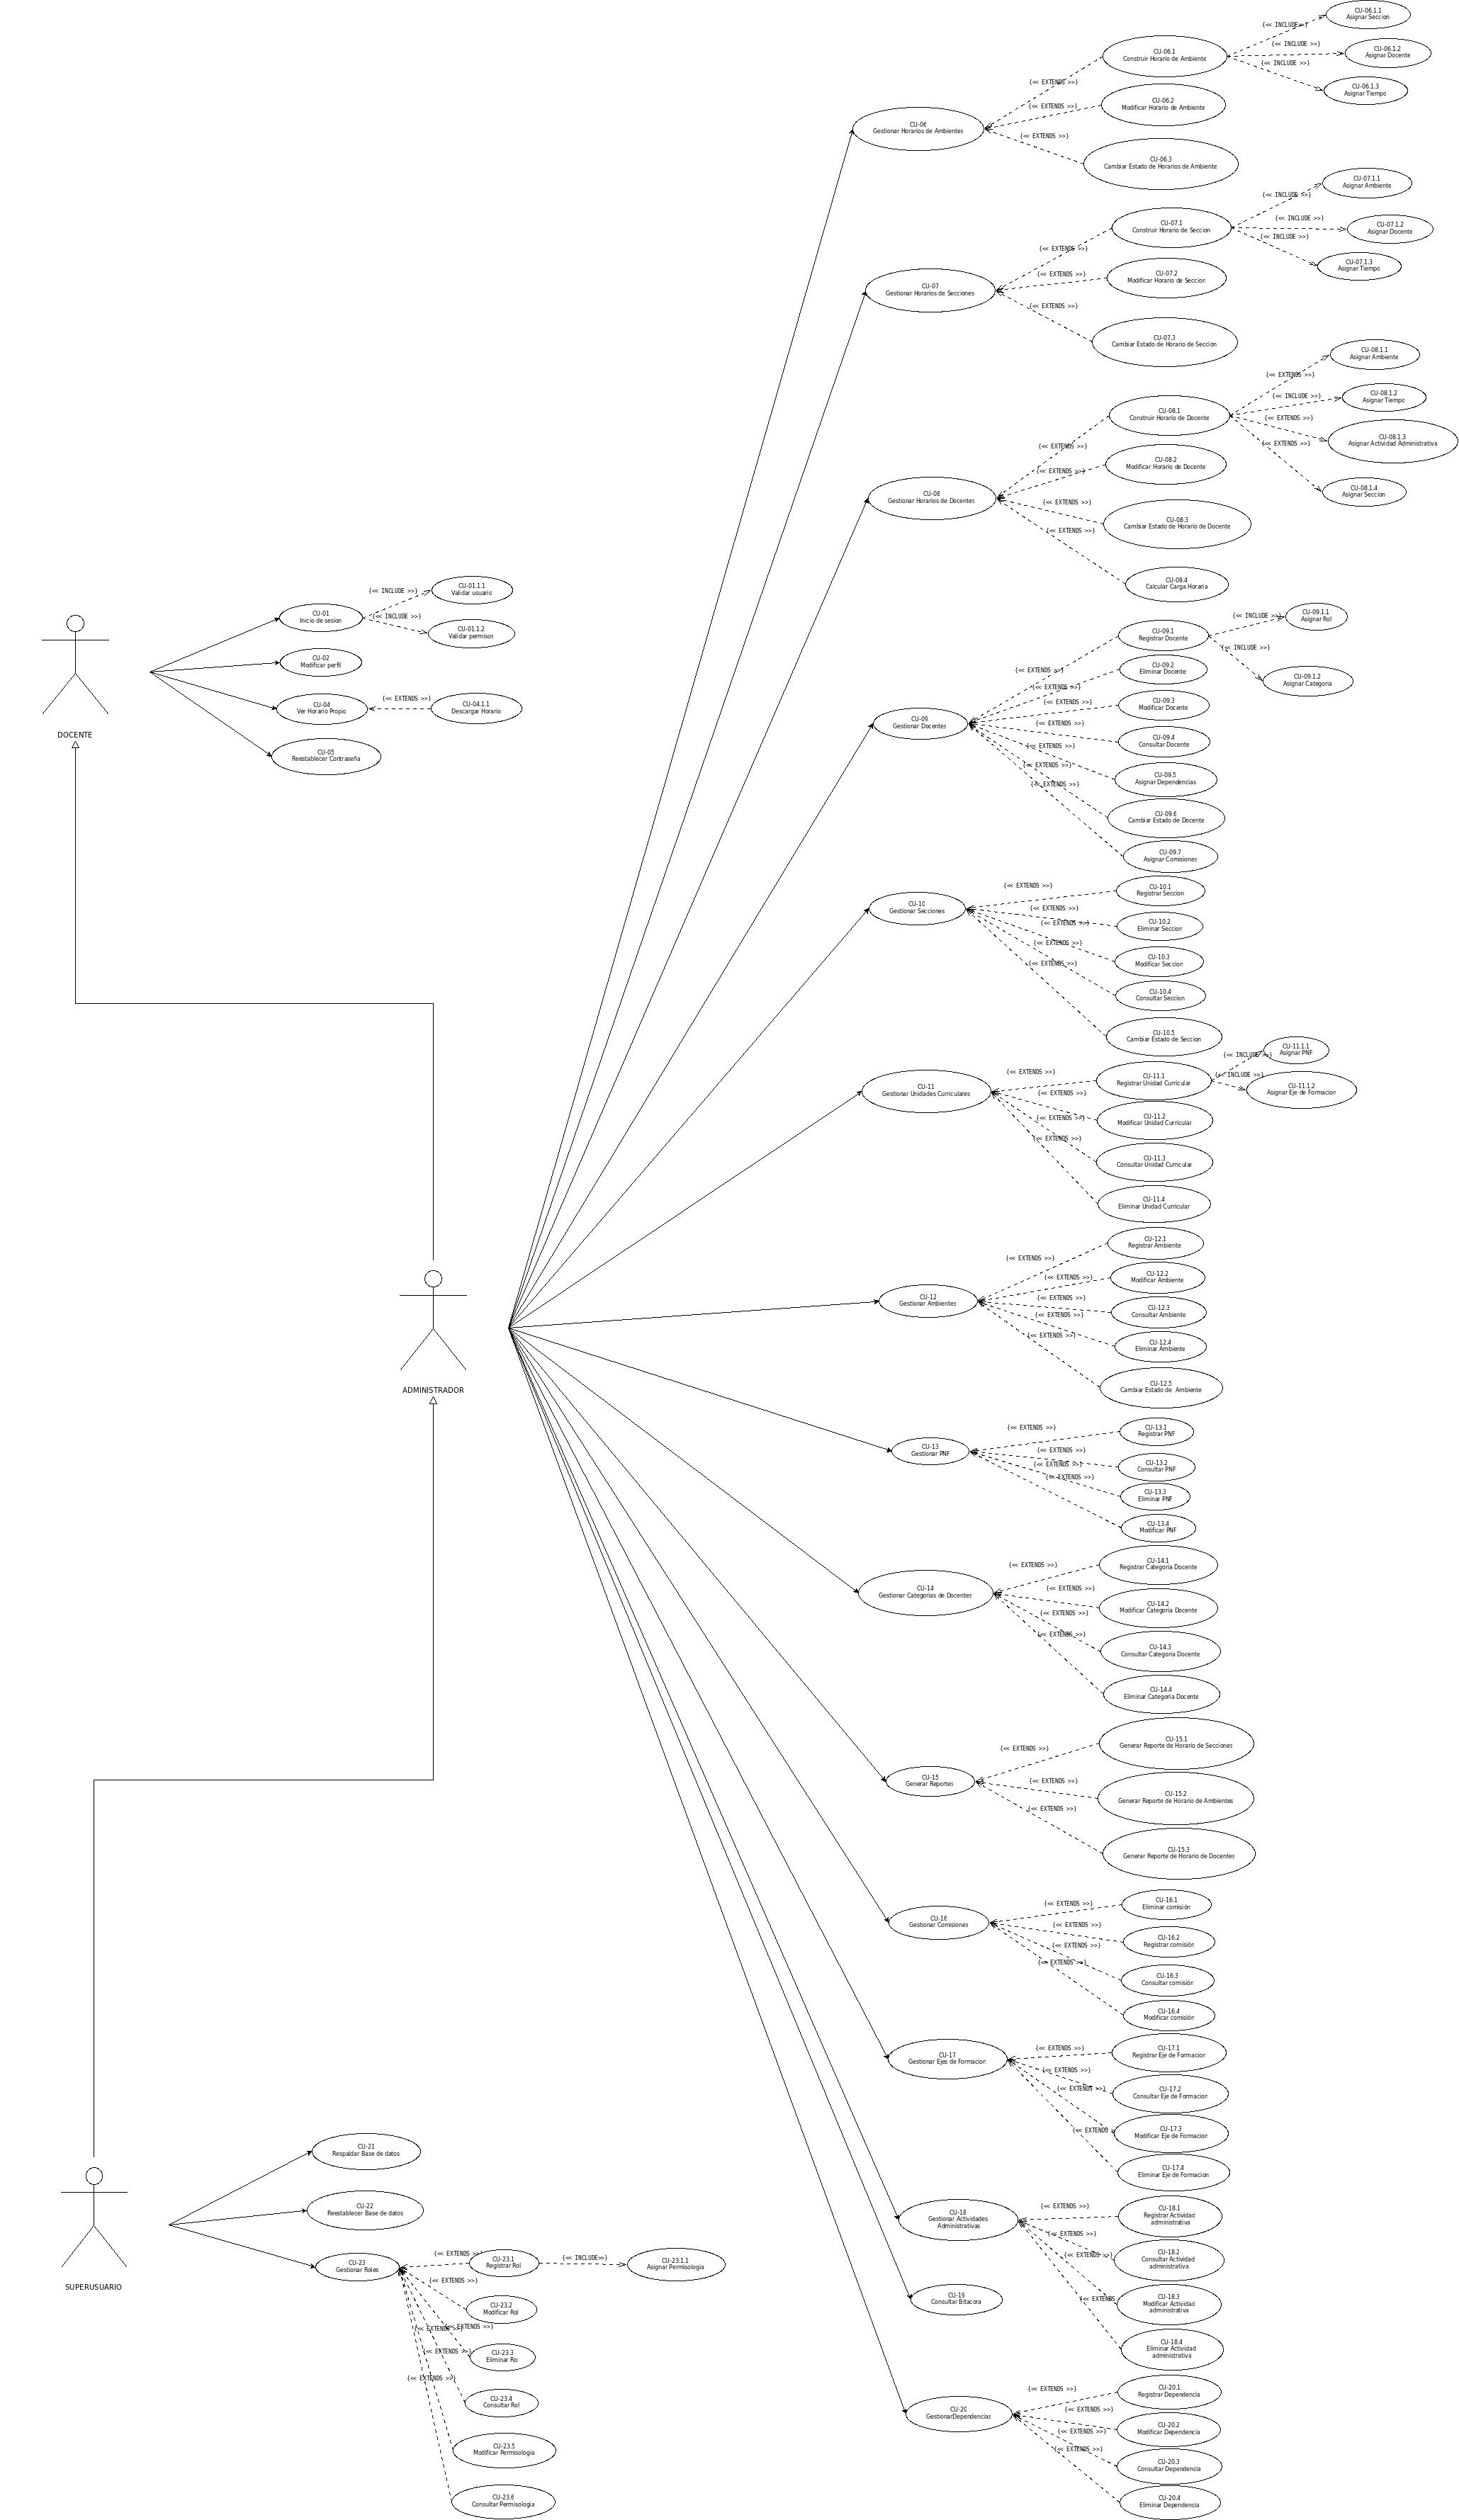 CU-06.1.1
Asignar Seccion
{<< INCLUDE>>}
CU-06.1
Construir Horario de Ambiente
{<< INCLUDE >>}
CU-06.1.2
Asignar Docente
{<< INCLUDE >>}
CU-06.1.3
Asignar Tiempo
{<< EXTENDS >>}
CU-06
Gestionar Horarios de Ambientes
{<< EXTENDS >>}
CU-06.2
Modificar Horario de Ambiente
{<< EXTENDS >>}
CU-06.3
Cambiar Estado de Horarios de Ambiente
CU-07.1.1
Asignar Ambiente
{<< INCLUDE >>}
CU-07.1
Construir Horario de Seccion
{<< INCLUDE >>}
CU-07.1.2
Asignar Docente
{<< INCLUDE >>}
CU-07.1.3
Asignar Tiempo
{<< EXTENDS >>}
CU-07
Gestionar Horarios de Secciones
{<< EXTENDS >>}
CU-07.2
Modificar Horario de Seccion
{<< EXTENDS >>}
CU-07.3
Cambiar Estado de Horario de Seccion
CU-08.1.1
Asignar Ambiente
{<< EXTENDS >>}
CU-08.1
Construir Horario de Docente
{<< INCLUDE >>}
CU-08.1.2
Asignar Tiempo
{<< EXTENDS >>}
CU-08.1.3
Asignar Actividad Administrativa
{<< EXTENDS >>}
CU-08.1.4
Asignar Seccion
{<< EXTENDS >>}
CU-08
Gestionar Horarios de Docentes
{<< EXTENDS >>}
CU-08.2
Modificar Horario de Docente
{<< EXTENDS >>}
CU-08.3
Cambiar Estado de Horario de Docente
{<< EXTENDS >>}
CU-08.4
Calcular Carga Horaria
DOCENTE
CU-01
Inicio de sesion
{<< INCLUDE >>}
CU-01.1.1
Validar usuario
{<< INCLUDE >>}
CU-01.1.2
Validar permisos
CU-02
Modificar perfil
CU-04
Ver Horario Propio
{<< EXTENDS >>}
CU-04.1.1
Descargar Horario
CU-05
Reestablecer Contraseña
CU-09
Gestionar Docentes
{<< EXTENDS >>}
CU-09.1
Registrar Docente
{<< INCLUDE >>}
CU-09.1.1
Asignar Rol
{<< INCLUDE >>}
CU-09.1.2
Asignar Categoria
{<< EXTENDS >>}
CU-09.2
Eliminar Docente
{<< EXTENDS >>}
CU-09.3
Modificar Docente
{<< EXTENDS >>}
CU-09.4
Consultar Docente
{<< EXTENDS >>}
CU-09.5
Asignar Dependencias
{<< EXTENDS >>}
CU-09.6
Cambiar Estado de Docente
{<< EXTENDS >>}
CU-09.7
Asignar Comisiones
CU-10
Gestionar Secciones
{<< EXTENDS >>}
CU-10.1
Registrar Seccion
{<< EXTENDS >>}
CU-10.2
Eliminar Seccion
{<< EXTENDS >>}
CU-10.3
Modificar Seccion
{<< EXTENDS >>}
CU-10.4
Consultar Seccion
{<< EXTENDS >>}
CU-10.5
Cambiar Estado de Seccion
CU-11
Gestionar Unidades Curriculares
{<< EXTENDS >>}
CU-11.1
Registrar Unidad Curricular
{<< INCLUDE >>}
CU-11.1.1
Asignar PNF
{<< INCLUDE >>}
CU-11.1.2
Asignar Eje de Formacion
{<< EXTENDS >>}
CU-11.2
Modificar Unidad Curricular
{<< EXTENDS >>}
CU-11.3
Consultar Unidad Curricular
{<< EXTENDS >>}
CU-11.4
Eliminar Unidad Curricular
ADMINISTRADOR
CU-12
Gestionar Ambientes
{<< EXTENDS >>}
CU-12.1
Registrar Ambiente
{<< EXTENDS >>}
CU-12.2
Modificar Ambiente
{<< EXTENDS >>}
CU-12.3
Consultar Ambiente
{<< EXTENDS >>}
CU-12.4
Eliminar Ambiente
{<< EXTENDS >>}
CU-12.5
Cambiar Estado de Ambiente
CU-13
Gestionar PNF
{<< EXTENDS >>}
CU-13.1
Registrar PNF
{<< EXTENDS >>}
CU-13.2
Consultar PNF
{<< EXTENDS >>}
CU-13.3
Eliminar PNF
{<< EXTENDS >>}
CU-13.4
Modificar PNF
CU-14
Gestionar Categorias de Docentes
{<< EXTENDS >>}
CU-14.1
Registrar Categoria Docente
{<< EXTENDS >>}
CU-14.2
Modificar Categoria Docente
{<< EXTENDS >>}
CU-14.3
Consultar Categoria Docente
{<< EXTENDS >>}
CU-14.4
Eliminar Categoria Docente
CU-15
Generar Reportes
{<< EXTENDS >>}
CU-15.1
Generar Reporte de Horario de Secciones
{<< EXTENDS >>}
CU-15.2
Generar Reporte de Horario de Ambientes
{<< EXTENDS >>}
CU-15.3
Generar Reporte de Horario de Docentes
CU-16
Gestionar Comisiones
{<< EXTENDS >>}
CU-16.1
Eliminar comisión
{<< EXTENDS >>}
CU-16.2
Registrar comisión
{<< EXTENDS >>}
CU-16.3
Consultar comisión
{<< EXTENDS >>}
CU-16.4
Modificar comisión
CU-17
Gestionar Ejes de Formacion
{<< EXTENDS >>}
CU-17.1
Registrar Eje de Formacion
{<< EXTENDS >>}
CU-17.2
Consultar Eje de Formacion
{<< EXTENDS >>}
CU-17.3
Modificar Eje de Formacion
{<< EXTENDS
CU-17.4
Eliminar Eje de Formacion
SUPERUSUARIO
CU-21
Respaldar Base de datos
CU-22
Reestablecer Base de datos
CU-23
Gestionar Roles
{<< EXTENDS >>}
CU-23.1
Registrar Rol
{<< INCLUDE>>}
CU-23.1.1
Asignar Permisologia
{<< EXTENDS >>}
CU-23.2
Modificar Rol
{<< EXTENDS >>}
CU-23.3
Eliminar Rol
{<< EXTENDS >>}
CU-23.4
Consultar Rol
{<< EXTENDS >>}
CU-23.5
Modificar Permisologia
{<< EXTENDS >>}
CU-23.6
Consultar Permisologia
CU-18
Gestionar Actividades
Administrativas
{<< EXTENDS >>}
CU-18.1
Registrar Actividad
administrativa
{<< EXTENDS >>}
CU-18.2
Consultar Actividad
administrativa
{<< EXTENDS >>}
CU-18.3
Modificar Actividad
administrativa
{<< EXTENDS
CU-18.4
Eliminar Actividad
administrativa
CU-19
Consultar Bitacora
CU-20
GestionarDependencias
{<< EXTENDS >>}
CU-20.1
Registrar Dependencia
{<< EXTENDS >>}
CU-20.2
Modificar Dependencia
{<< EXTENDS >>}
CU-20.3
Consultar Dependencia
{<< EXTENDS >>}
CU-20.4
Eliminar Dependencia